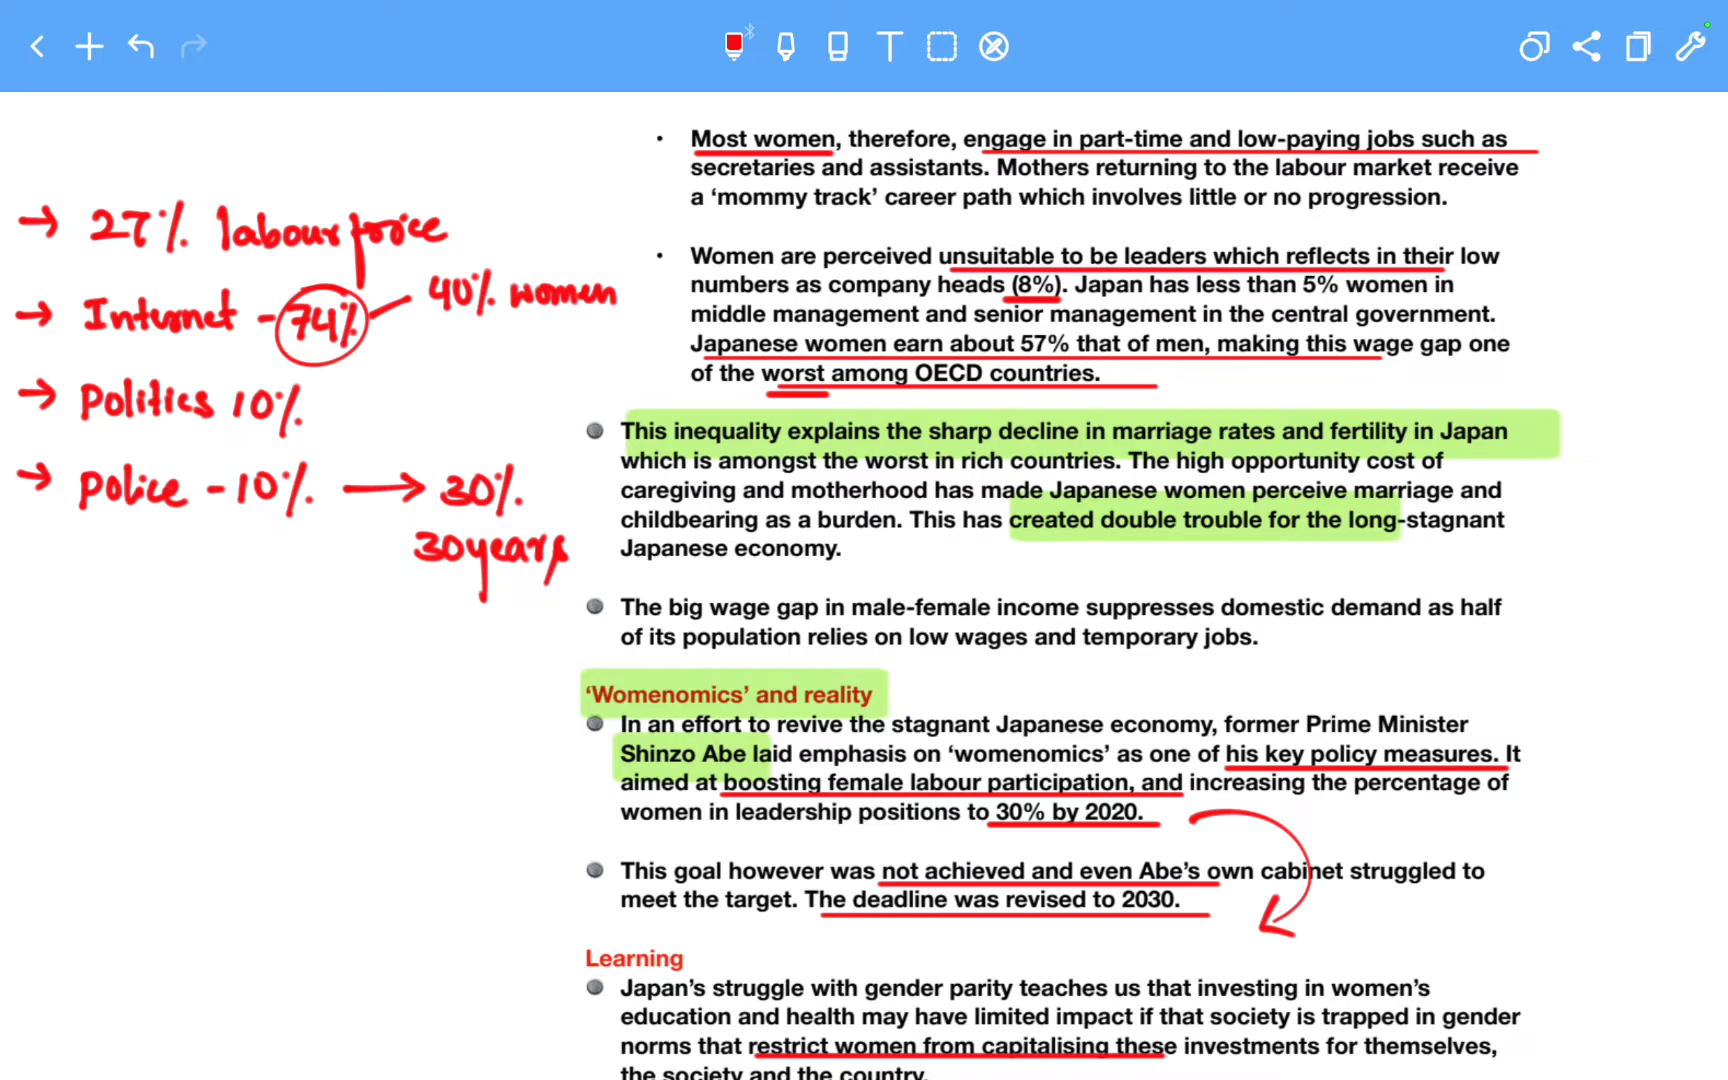 → 27% labour force
→ Internet - 74% 40% women
→ Politics 10%
→ Police - 10% → 30%
30years
• Most women, therefore, engage in part-time and low-paying jobs such as
secretaries and assistants. Mothers returning to the labour market receive
a ‘mommy track’ career path which involves little or no progression.
• Women are perceived unsuitable to be leaders which reflects in their low
numbers as company heads (8%). Japan has less than 5% women in
middle management and senior management in the central government.
Japanese women earn about 57% that of men, making this wage gap one
of the worst among OECD countries.
This inequality explains the sharp decline in marriage rates and fertility in Japan
which is amongst the worst in rich countries. The high opportunity cost of
caregiving and motherhood has made Japanese women perceive marriage and
childbearing as a burden. This has created double trouble for the long-stagnant
Japanese economy.
The big wage gap in male-female income suppresses domestic demand as half
of its population relies on low wages and temporary jobs.
‘Womenomics’ and reality
In an effort to revive the stagnant Japanese economy, former Prime Minister
Shinzo Abe laid emphasis on ‘womenomics’ as one of his key policy measures. It
aimed at boosting female labour participation, and increasing the percentage of
women in leadership positions to 30% by 2020.
This goal however was not achieved and even Abe’s own cabinet struggled to
meet the target. The deadline was revised to 2030.
Learning
Japan’s struggle with gender parity teaches us that investing in women’s
education and health may have limited impact if that society is trapped in gender
norms that restrict women from capitalising these investments for themselves,
the society and the country.